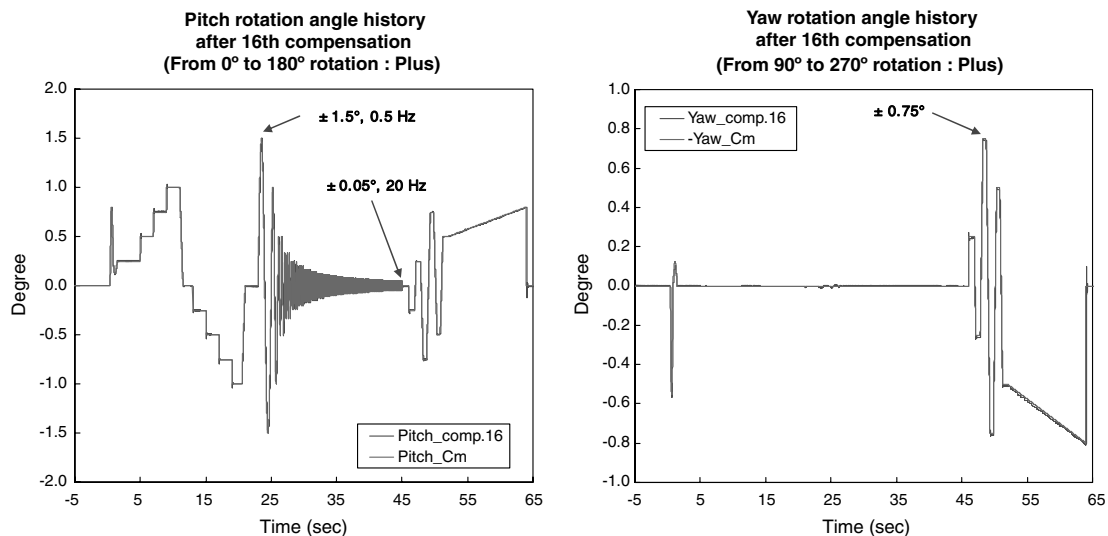 Pitch rotation angle history
after 16th compensation
(From 0º to 180º rotation : Plus)
2.0
1.5
1.0
0.5
0.0
-0.5
-1.0
-1.5
-2.0
Degree
± 1.5°, 0.5 Hz
± 0.05°, 20 Hz
Pitch_comp.16
Pitch_Cm
-5
5
15
25
35
45
55
65
Time (sec)
Yaw rotation angle history
after 16th compensation
(From 90º to 270º rotation : Plus)
1.0
0.8
0.6
0.4
0.2
0.0
-0.2
-0.4
-0.6
-0.8
-1.0
Degree
Yaw_comp.16
-Yaw_Cm
± 0.75°
-5
5
15
25
35
45
55
65
Time (sec)